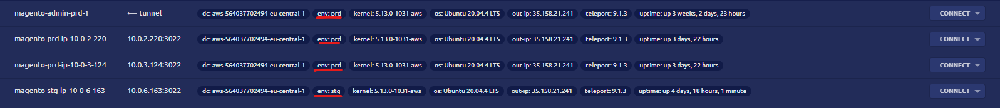 magento-admin-prd-1 ⟵ tunnel dc: aws-564037702494-eu-central-1 env: prd kernel: 5.13.0-1031-aws os: Ubuntu 20.04.4 LTS out-ip: 35.158.21.241 teleport: 9.1.3 uptime: up 3 weeks, 2 days, 23 hours CONNECT
magento-prd-ip-10-0-2-220 10.0.2.220:3022 dc: aws-564037702494-eu-central-1 env: prd kernel: 5.13.0-1031-aws os: Ubuntu 20.04.4 LTS out-ip: 35.158.21.241 teleport: 9.1.3 uptime: up 3 days, 22 hours CONNECT
magento-prd-ip-10-0-3-124 10.0.3.124:3022 dc: aws-564037702494-eu-central-1 env: prd kernel: 5.13.0-1031-aws os: Ubuntu 20.04.4 LTS out-ip: 35.158.21.241 teleport: 9.1.3 uptime: up 3 days, 22 hours CONNECT
magento-stg-ip-10-0-6-163 10.0.6.163:3022 dc: aws-564037702494-eu-central-1 env: stg kernel: 5.13.0-1031-aws os: Ubuntu 20.04.4 LTS out-ip: 35.158.21.241 teleport: 9.1.3 uptime: up 4 days, 18 hours, 1 minute CONNECT